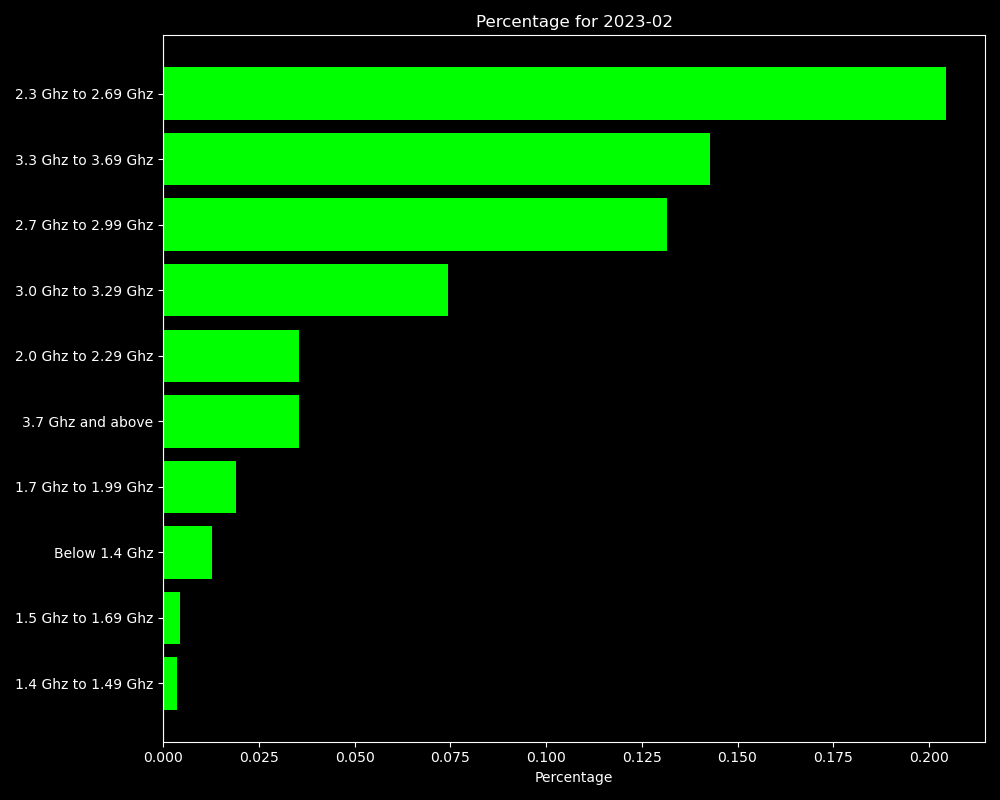 Percentage for 2023-02
2.3 Ghz to 2.69 Ghz
3.3 Ghz to 3.69 Ghz
2.7 Ghz to 2.99 Ghz
3.0 Ghz to 3.29 Ghz
2.0 Ghz to 2.29 Ghz
3.7 Ghz and above
1.7 Ghz to 1.99 Ghz
Below 1.4 Ghz
1.5 Ghz to 1.69 Ghz
1.4 Ghz to 1.49 Ghz
0.000 0.025 0.050 0.075 0.100 0.125 0.150 0.175 0.200
Percentage